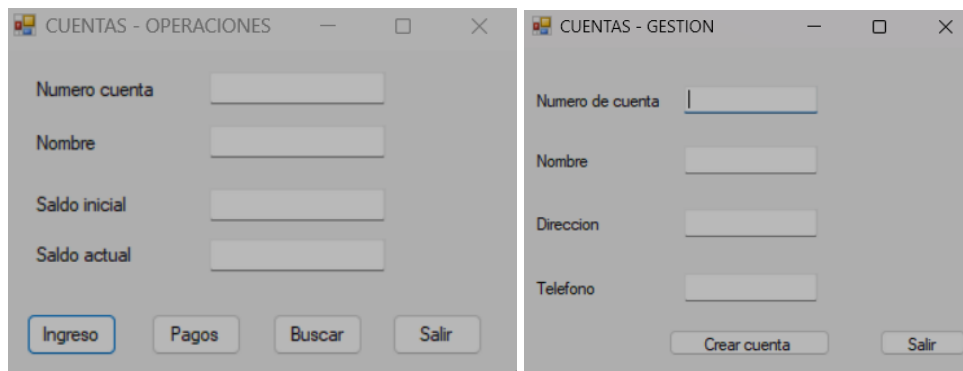 CUENTAS - OPERACIONES
Numero cuenta
Nombre
Saldo inicial
Saldo actual
Ingreso Pagos Buscar Salir
CUENTAS - GESTION
Numero de cuenta
Nombre
Direccion
Telefono
Crear cuenta Salir